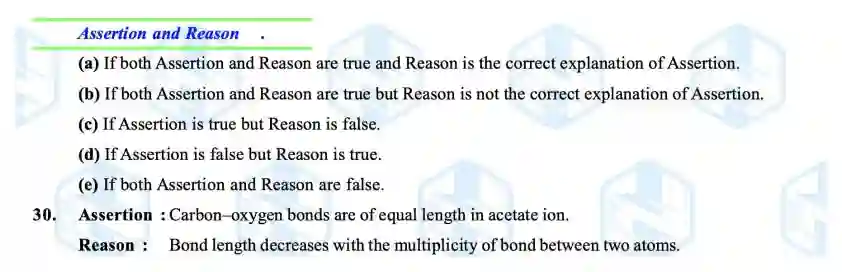 Assertion and Reason .
(a) If both Assertion and Reason are true and Reason is the correct explanation of Assertion.
(b) If both Assertion and Reason are true but Reason is not the correct explanation of Assertion.
(c) If Assertion is true but Reason is false.
(d) If Assertion is false but Reason is true.
(e) If both Assertion and Reason are false.
30. Assertion : Carbon–oxygen bonds are of equal length in acetate ion.
Reason : Bond length decreases with the multiplicity of bond between two atoms.